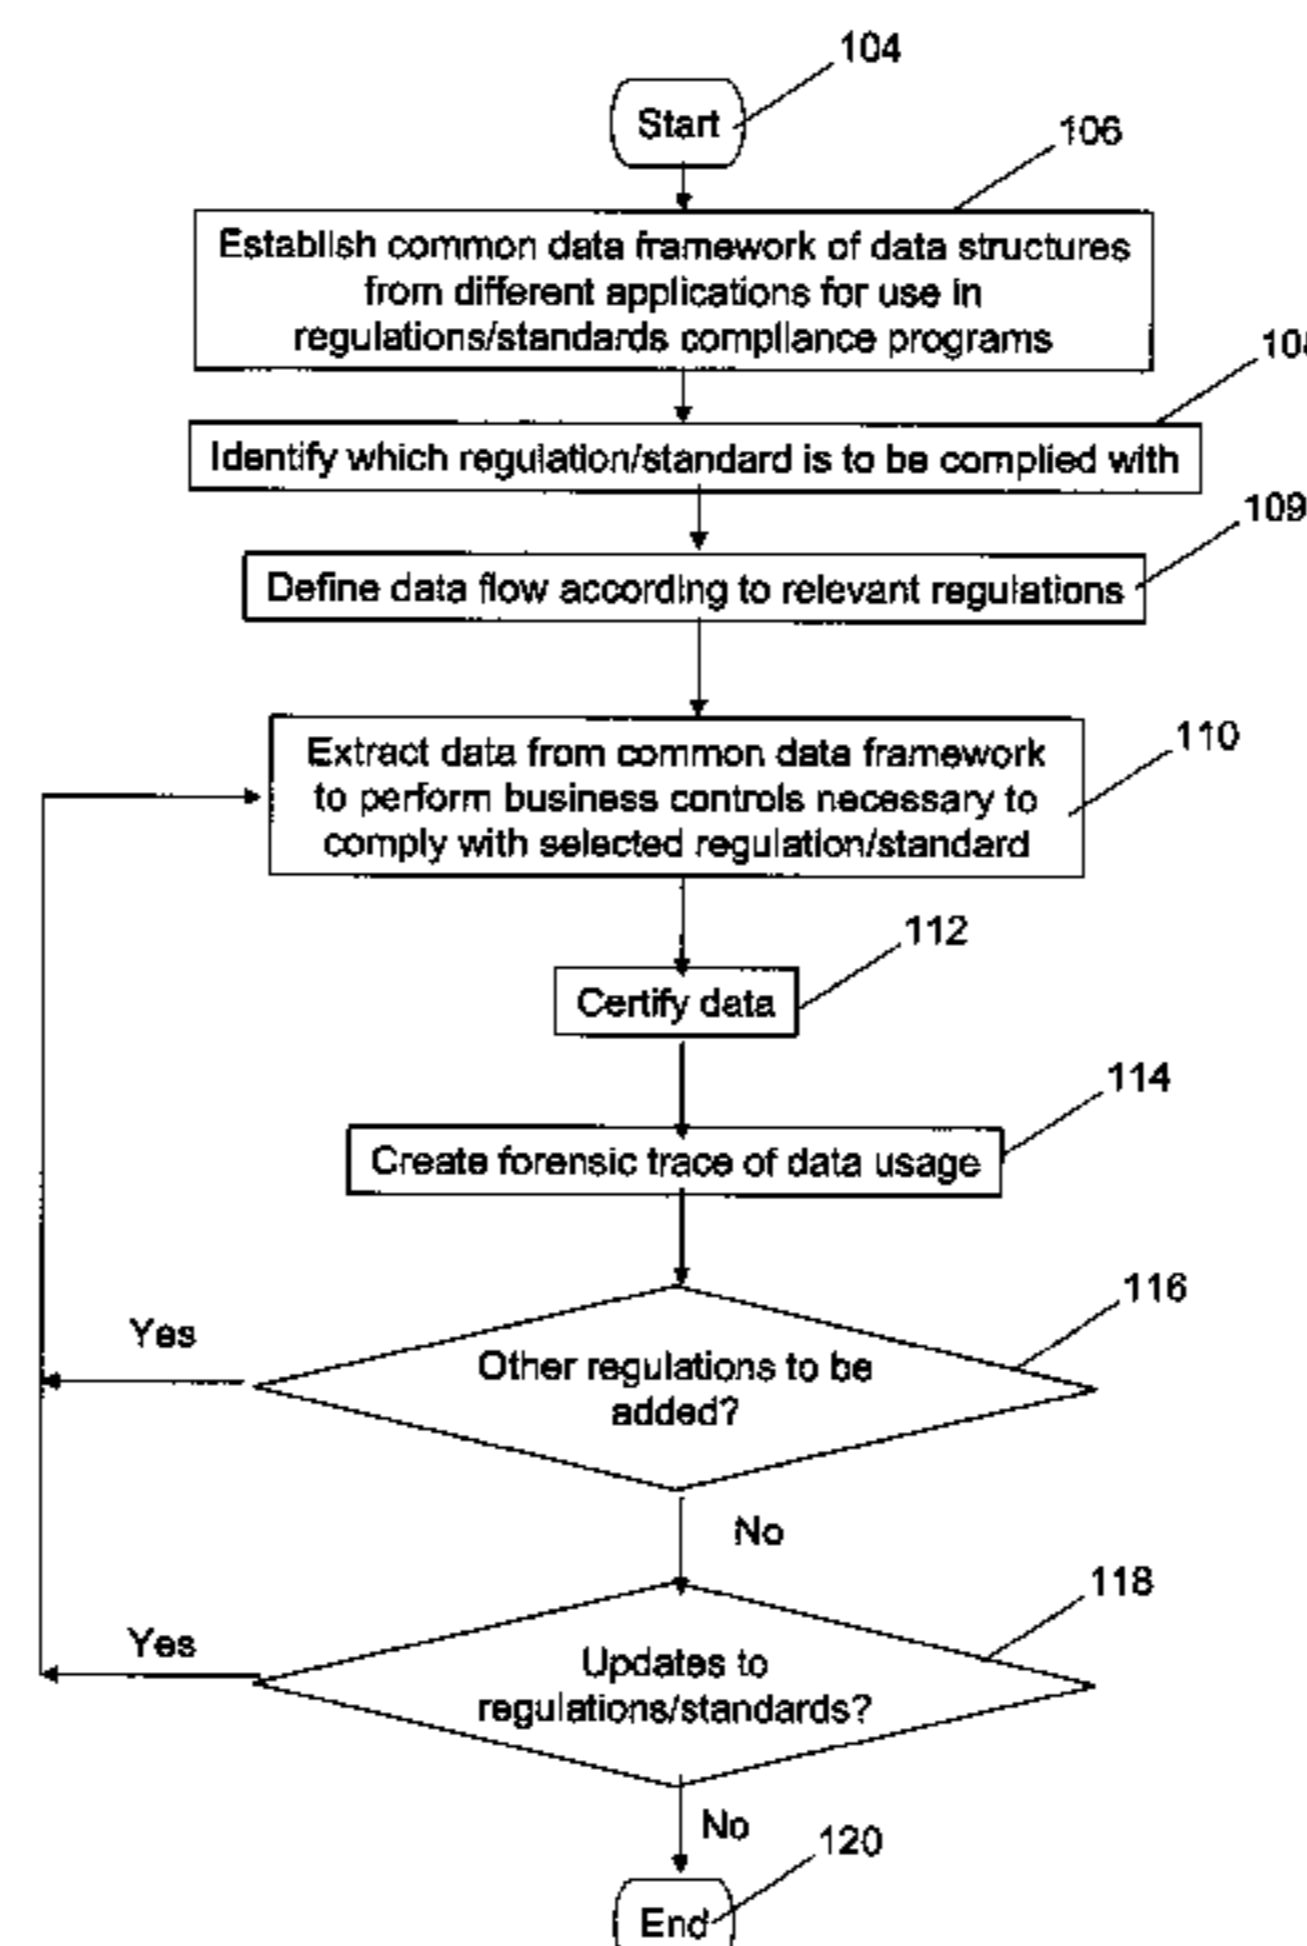 104
Start
106
Establish common data framework of data structures
from different applications for use in
regulations/standards compliance programs
Identify which regulation/standard is to be complied with
109
Define data flow according to relevant regulations
Extract data from common data framework
to perform business controls necessary to
comply with selected regulation/standard
110
112
Certify data
114
Create forensic trace of data usage
116
Yes
Other regulations to be
added?
No
118
Yes
Updates to
regulations/standards?
No
120
End